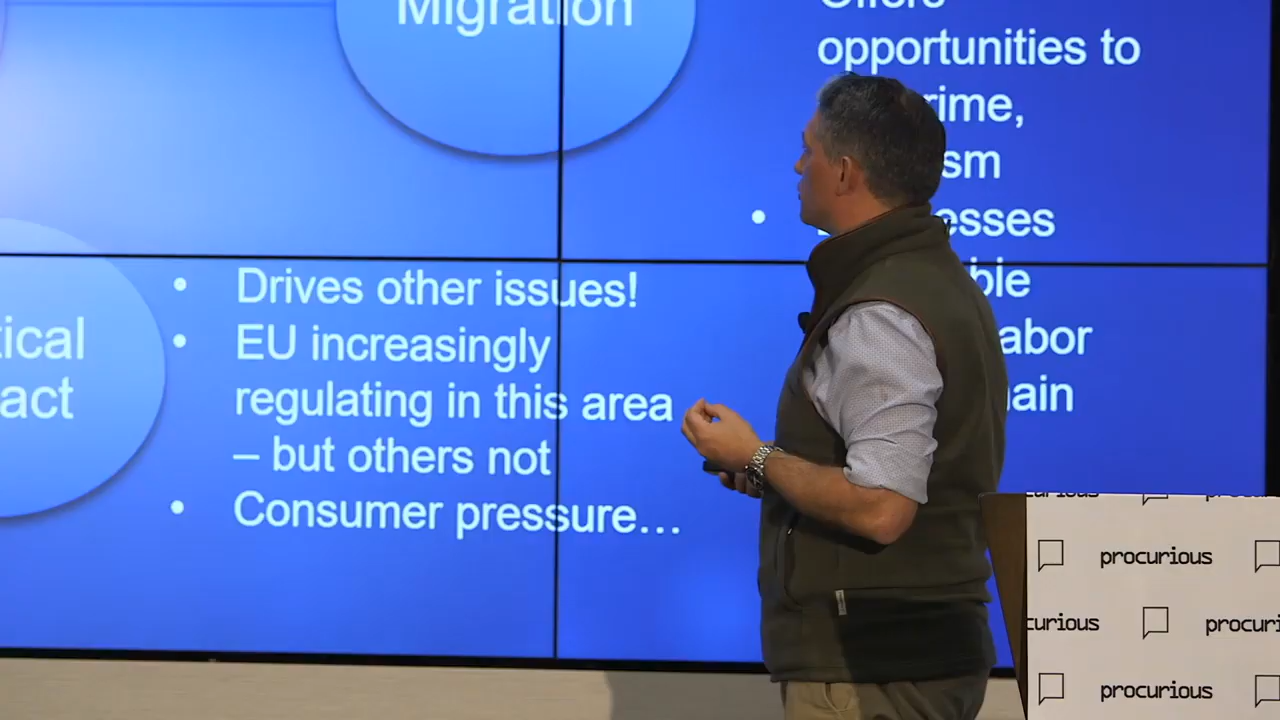 Migration
Offers
opportunities to
rime,
sm
esses
ble
abor
ain
tical
act
• Drives other issues!
• EU increasingly
regulating in this area
– but others not
• Consumer pressure…
curious
procurious
curious
procuri
procurious